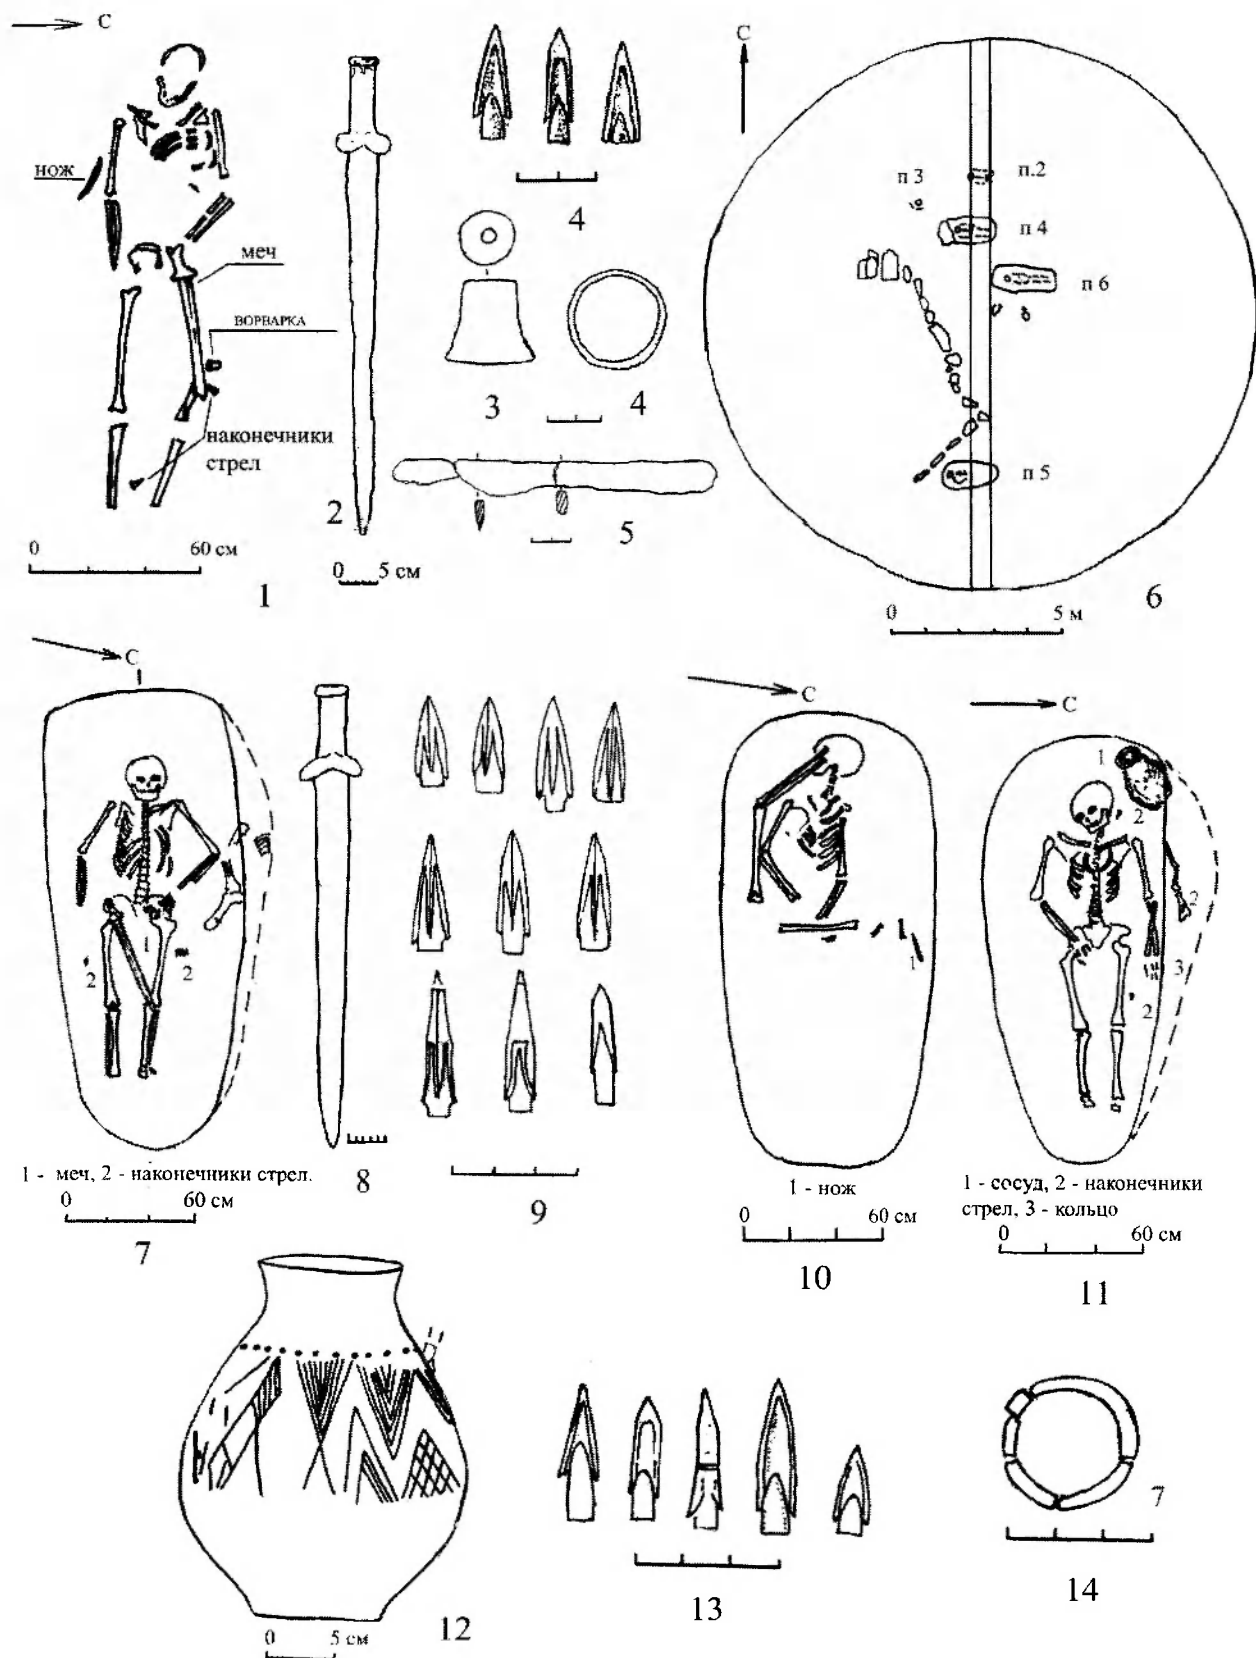 С
нож
меч
ВОРВАРКА
наконечники
стрел
0 60 см
1
2
0 5 см
4
3
4
5
С
п 3
п.2
п 4
п 6
п 5
0 5 м
6
С
1
2
2
1 - меч, 2 - наконечники стрел.
0 60 см
7
8
9
С
1
1 - нож
0 60 см
10
С
1
2
3
3
2
1 - сосуд, 2 - наконечники
стрел, 3 - кольцо
0 60 см
11
12
0 5 см
13
7
14